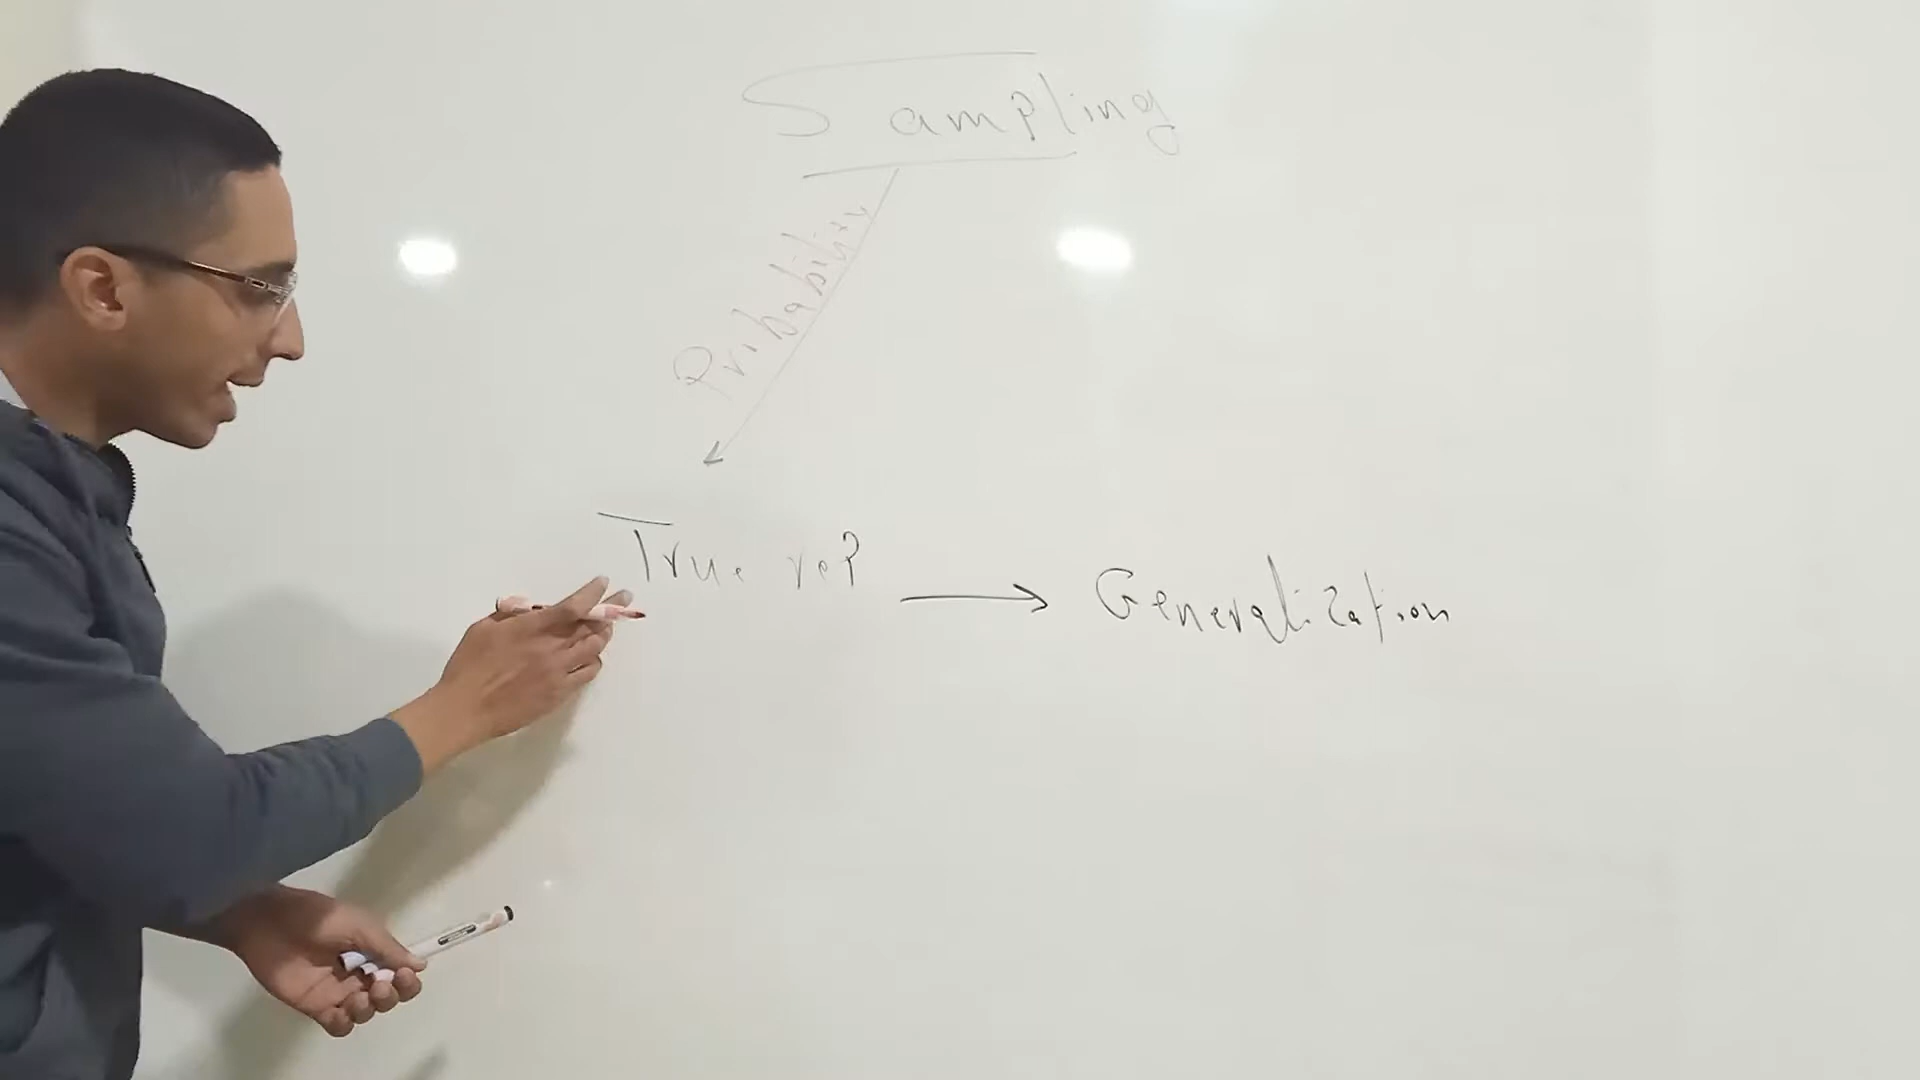 Sampling
Probability
True rep
Generalization